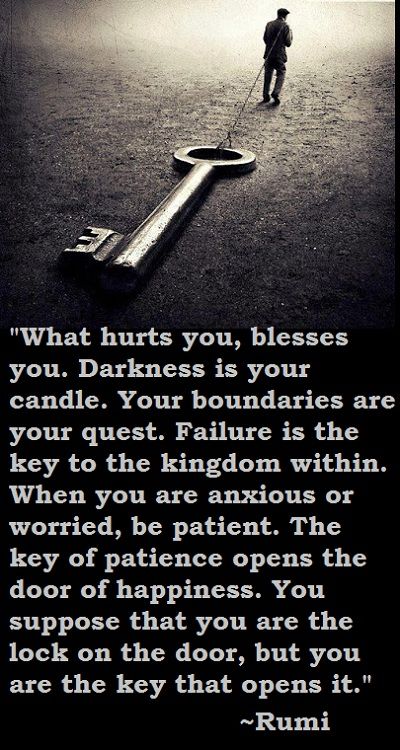 "What hurts you, blesses
you. Darkness is your
candle. Your boundaries are
your quest. Failure is the
key to the kingdom within.
When you are anxious or
worried, be patient. The
key of patience opens the
door of happiness. You
suppose that you are the
lock on the door, but you
are the key that opens it."
~Rumi